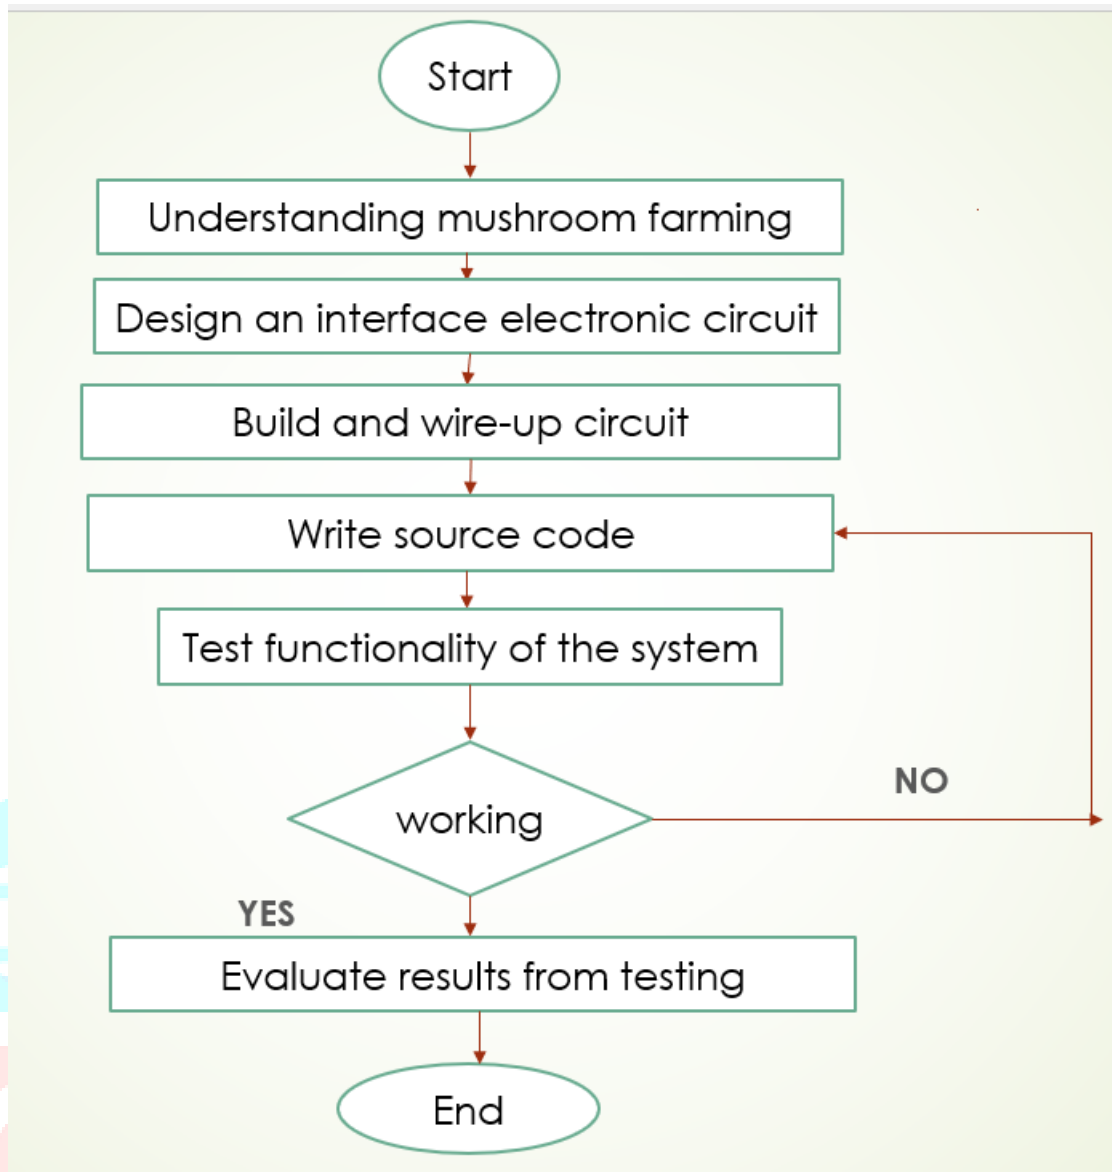 Start
Understanding mushroom farming
Design an interface electronic circuit
Build and wire-up circuit
Write source code
Test functionality of the system
working
NO
YES
Evaluate results from testing
End